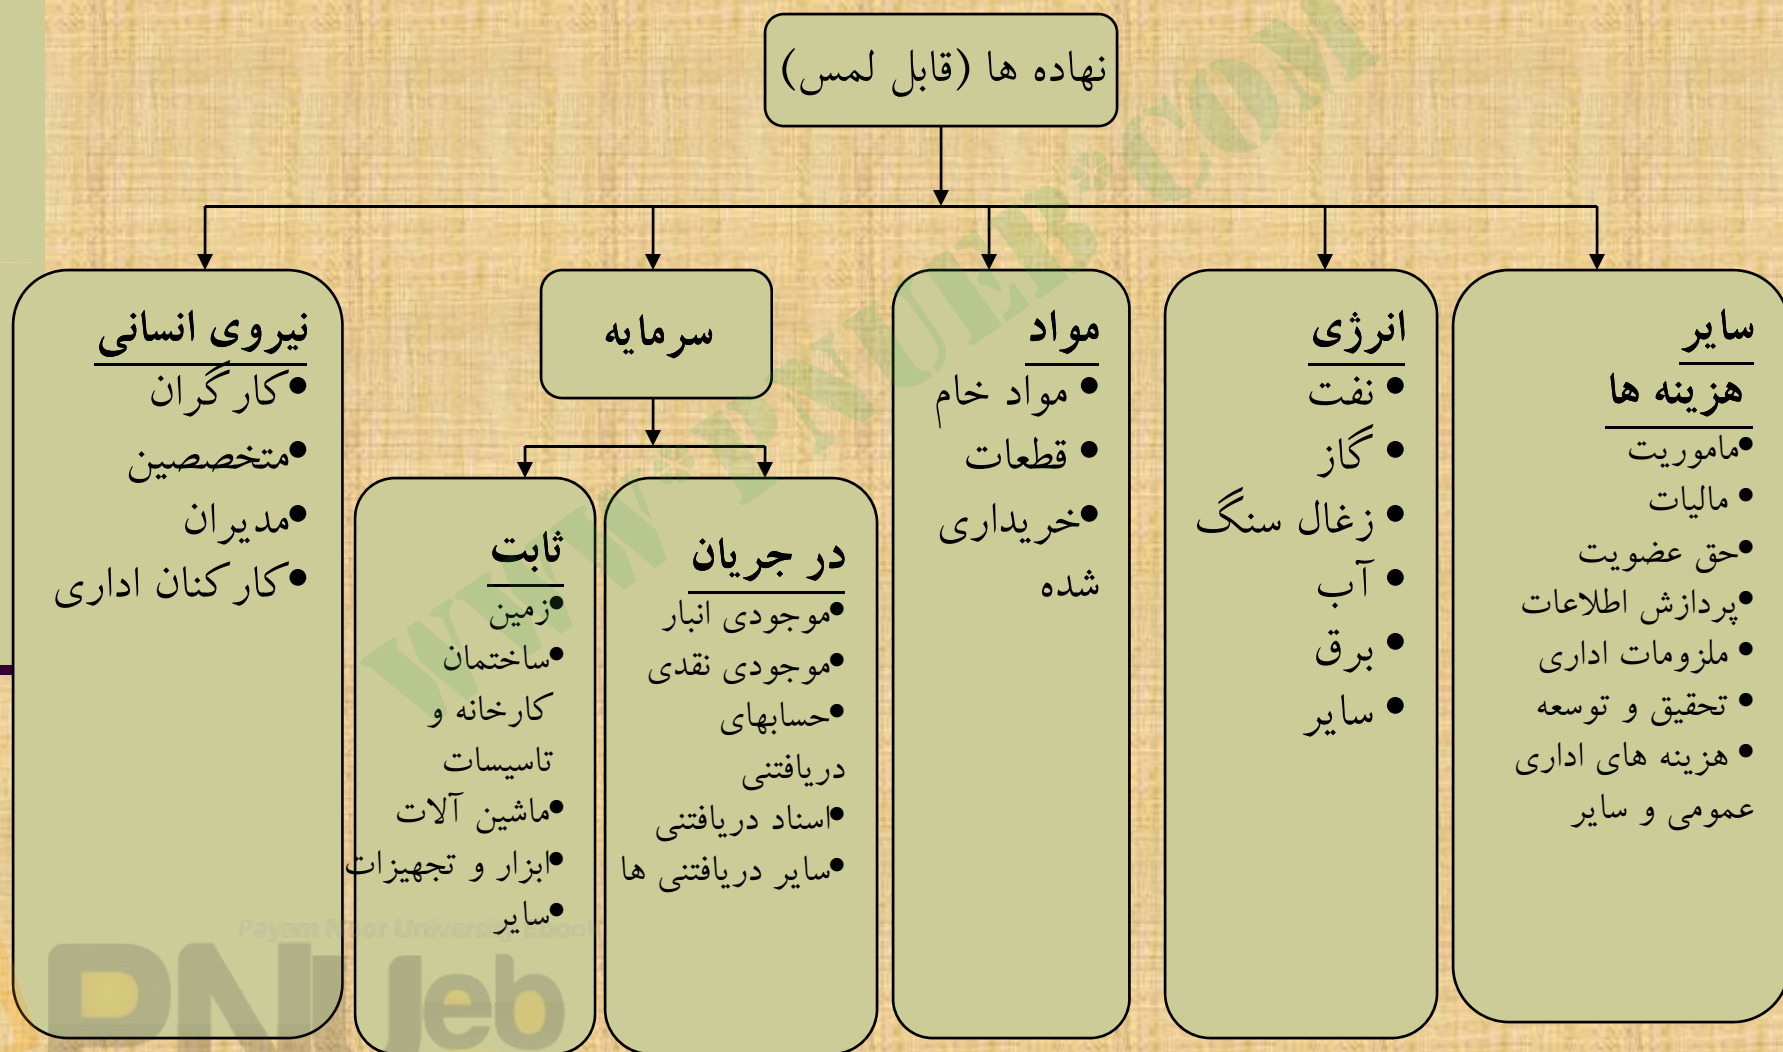 نهاده ها (قابل لمس)
سایر
هزینه ها
•ماموریت
• مالیات
•حق عضویت
•پردازش اطلاعات
• ملزومات اداری
• تحقیق و توسعه
• هزینه های اداری
عمومی و سایر
انرژی
• نفت
• گاز
• زغال سنگ
• آب
• برق
• سایر
مواد
• مواد خام
• قطعات
•خریداری
شده
سرمایه
در جریان
•موجودی انبار
•موجودی نقدی
•حسابهای
دریافتنی
•اسناد دریافتنی
•سایر دریافتنی ها
ثابت
•زمین
•ساختمان
کارخانه و
تاسیسات
•ماشین آلات
•ابزار و تجهیزات
•سایر
نیروی انسانی
•کارگران
•متخصصین
•مدیران
•کارکنان اداری
WWW*PNUEB*COM
Payam Noor University Ebook
PNUeb